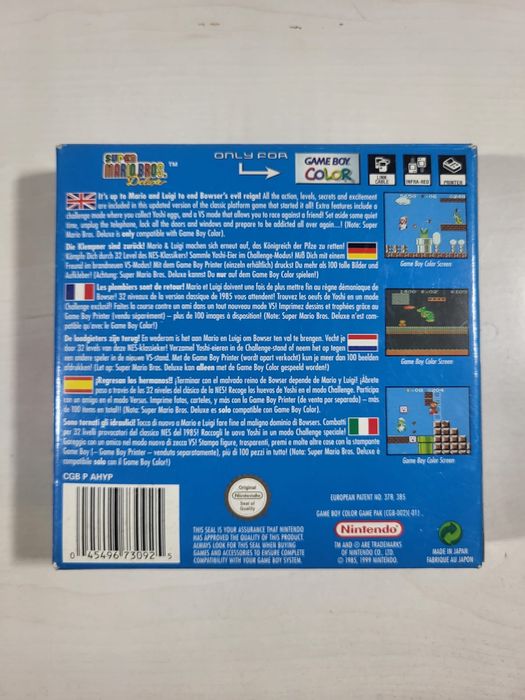 SUPER MARIO BROS. Deluxe ™
ONLY FOR
GAME BOY COLOR
LINK CABLE
INFRA-RED
PRINTER
It's up to Mario and Luigi to end Bowser's evil reign! All the action, levels, secrets and excitement
are included in this updated version of the classic platform game that started it all! Extra features include a
challenge mode where you collect Yoshi eggs, and a VS mode that allows you to race against a friend! Set aside some quiet
time, unplug the telephone, lock all the doors and windows and prepare to be addicted all over again...! (Note: Super
Mario Bros. Deluxe is only compatible with Game Boy Color).
Die Klempner sind zurück! Mario & Luigi machen sich erneut auf, das Königreich der Pilze zu retten!
Kämpfe Dich durch 32 Level des NES-Klassikers! Sammle Yoshi-Eier im Challenge-Modus! Miß Dich mit einem
Freund im brandneuen VS-Modus! Mit dem Game Boy Printer (einzeln erhältlich) druckst Du mehr als 100 tolle Bilder und
Aufkleber! (Achtung: Super Mario Bros. Deluxe kannst Du nur auf dem Game Boy Color spielen!)
Les plombiers sont de retour! Mario et Luigi doivent une fois de plus mettre fin au règne maléfique de
Bowser! 32 niveaux de la version classique de 1985 vous attendent! Trouvez les oeufs de Yoshi en mode
Challenge exclusif! Faites la course contre un ami dans un tout nouveau mode VS! Imprimez dessins et trophées grâce au
Game Boy Printer (vendu séparément) – plus de 100 images à disposition! (Note: Super Mario Bros. Deluxe n'est com-
patible qu'avec le Game Boy Color!)
De loodgieters zijn terug! En wederom is het aan Mario en Luigi om Bowser ten val te brengen. Vecht je
door de 32 levels van deze NES-klassieker! Verzamel Yoshi-eieren in de Challenge-stand of neem het op tegen
een andere speler in de nieuwe VS-stand. Met de Game Boy Printer (wordt apart verkocht) kun je meer dan 100 beelden
afdrukken! (Let op: Super Mario Bros. Deluxe kan alleen met de Game Boy Color gespeeld worden!)
¡Regresan los hermanos!! ¡Terminar con el malvado reino de Bowser depende de Mario y Luigi! ¡Ábrete
paso a través de las 32 niveles del clásico de la NES! Recoge los huevos de Yoshi en el modo Challenge. Participa
con un amigo en el modo Versus. Imprime fotos, carteles, y más con la Game Boy Printer (de venta por separado) – más
de 100 items en total!! (Nota: Super Mario Bros. Deluxe es solo compatible con Game Boy Color).
Sono tornati gli idraulici! Tocca di nuovo a Mario e Luigi fare fine al maligno dominio di Bowsers. Combatti
per 32 livelli provocatori del classico NES del 1985! Raccogli le uova Yoshi in un modo Challenge speciale!
Gareggia con un amico nel modo nuovo di zecca VS! Stampa figure, trasparenti, premi e molte altre cose con la stampante
Game Boy (– Game Boy Printer – venduta separatamente), più di 100 pezzi in tutto! (Nota: Super Mario Bros. Deluxe è
compatibile solo con il Game Boy Color!)
Game Boy Color Screen
Game Boy Color Screen
Game Boy Color Screen
CGB P AHYP
0 45496 73092 5
Original
Nintendo
Seal of
Quality
THIS SEAL IS YOUR ASSURANCE THAT NINTENDO
HAS APPROVED THE QUALITY OF THIS PRODUCT.
ALWAYS LOOK FOR THIS SEAL WHEN BUYING
GAMES AND ACCESSORIES TO ENSURE COMPLETE
COMPATIBILITY WITH YOUR GAME BOY SYSTEM.
EUROPEAN PATENT NO. 378, 385
GAME BOY COLOR GAME PAK (CGB-002)(-01)
Nintendo
TM AND ® ARE TRADEMARKS
OF NINTENDO CO., LTD.
© 1985, 1999 NINTENDO.
MADE IN JAPAN
FABRIQUE AU JAPON